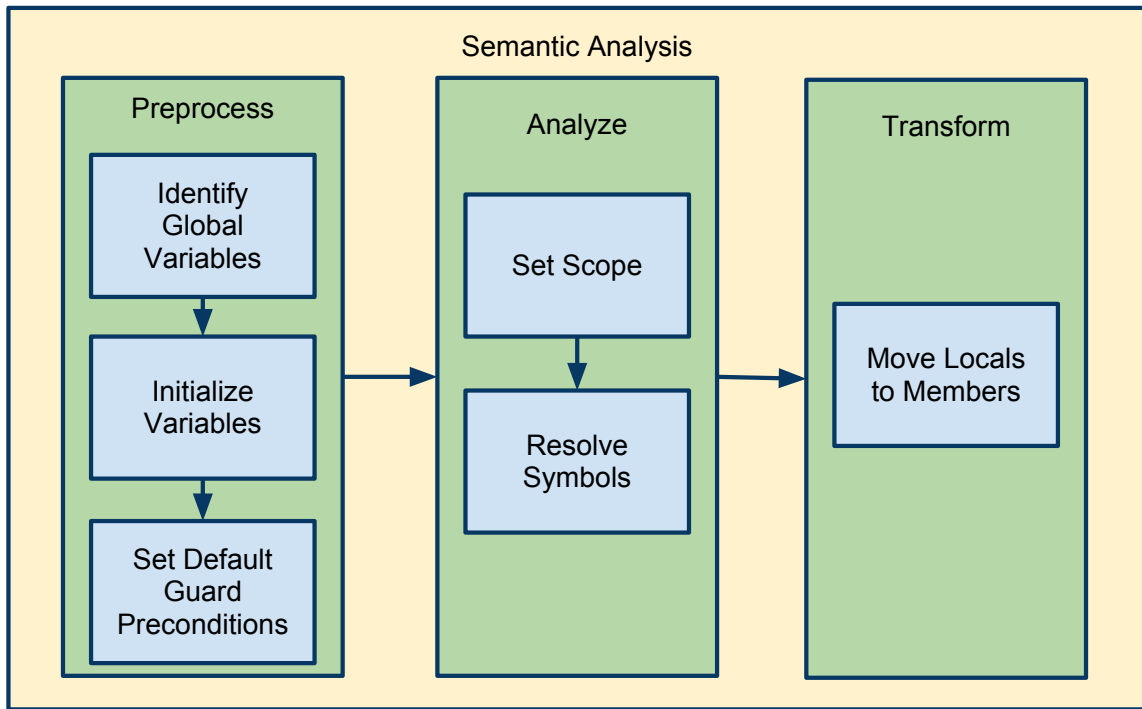 Semantic Analysis
Preprocess
Identify
Global
Variables
Initialize
Variables
Set Default
Guard
Preconditions
Analyze
Set Scope
Resolve
Symbols
Transform
Move Locals
to Members